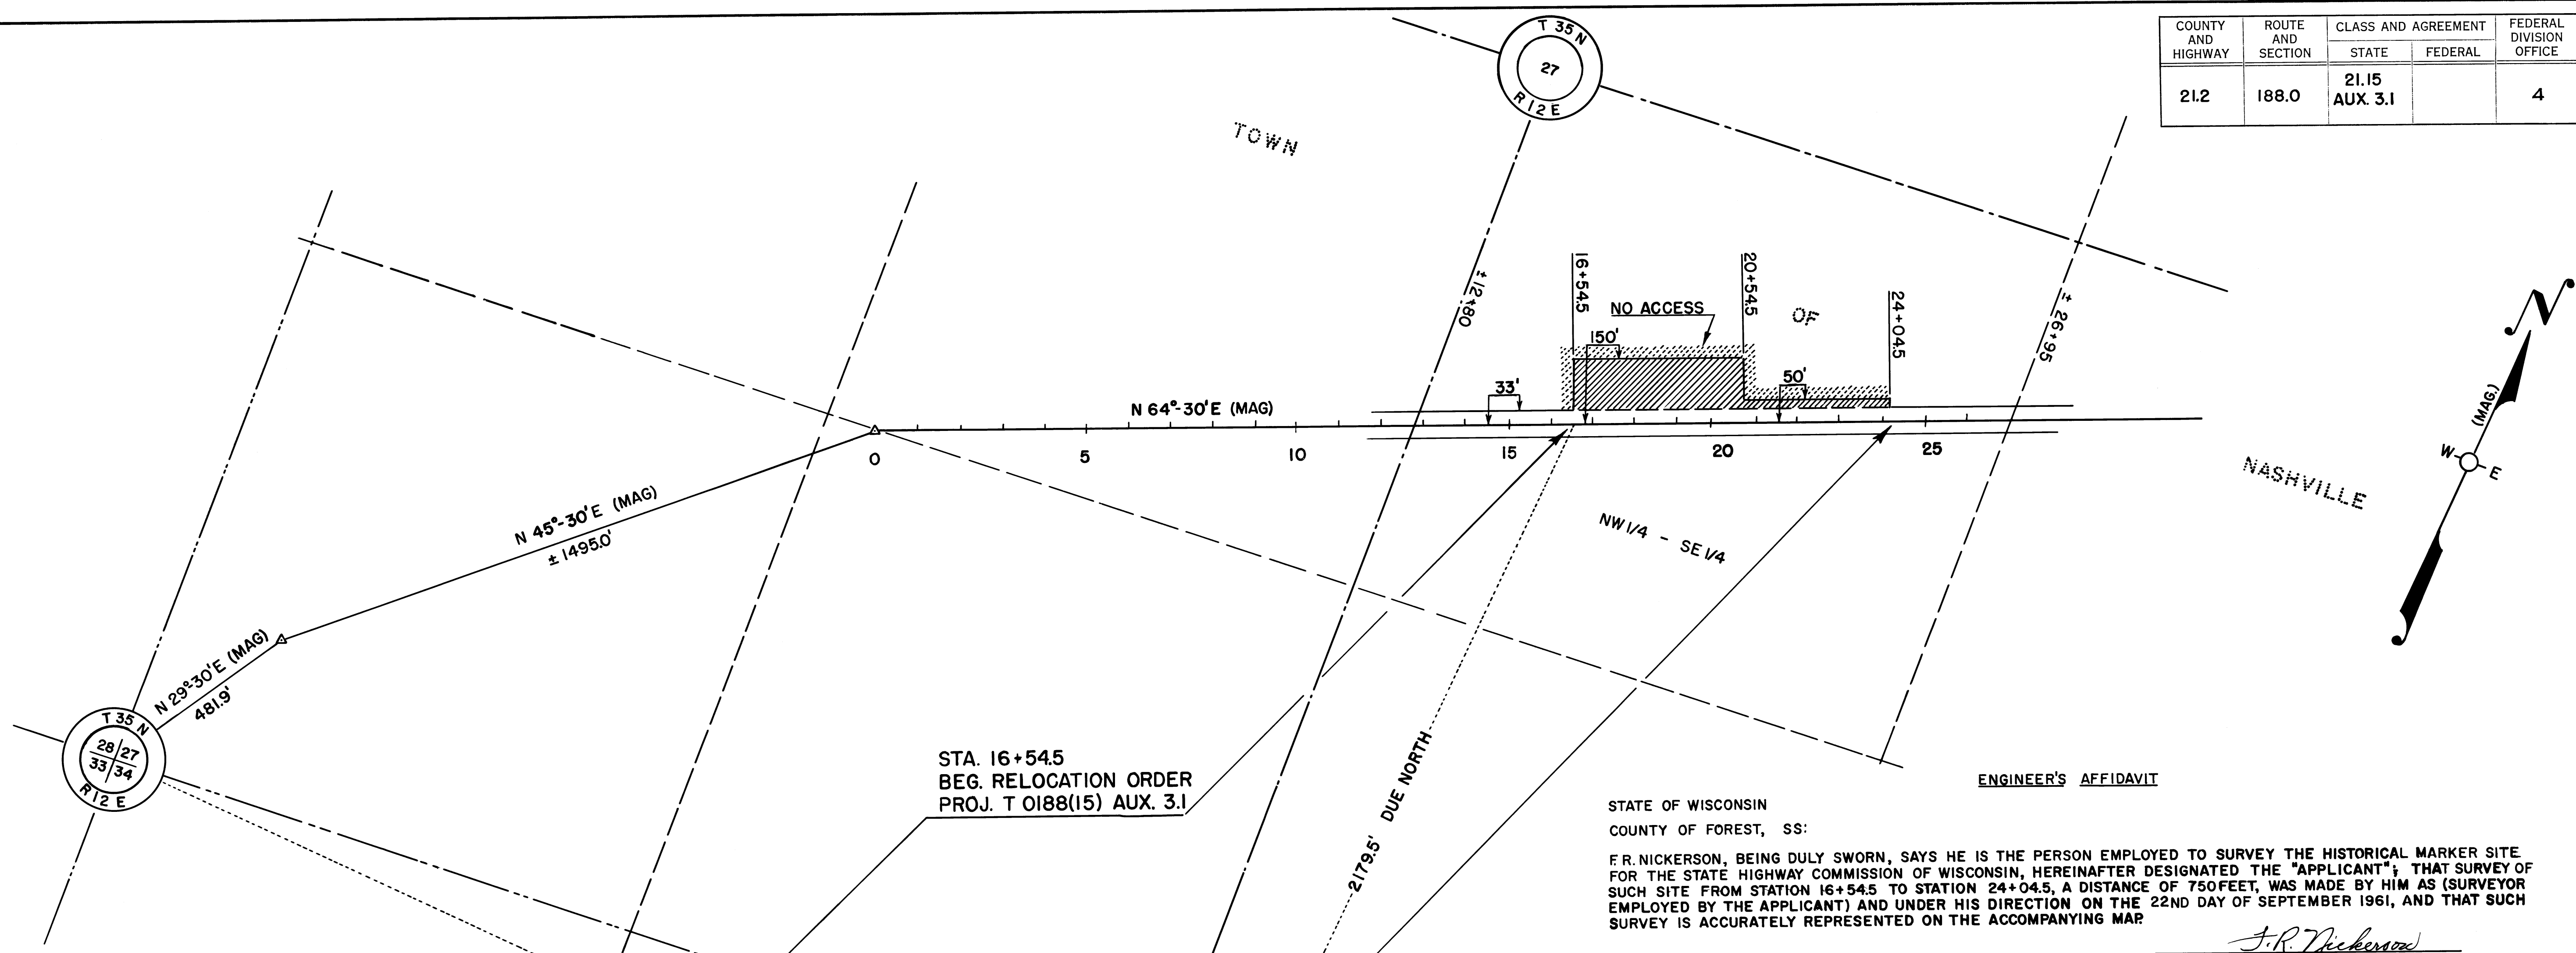 COUNTY AND HIGHWAY
ROUTE AND SECTION
CLASS AND AGREEMENT
STATE
FEDERAL
FEDERAL DIVISION OFFICE
21.2
188.0
21.15
AUX. 3.1
4
T 35 N
27
R 12 E
TOWN
OF
NASHVILLE
± 12+80
16+54.5
20+54.5
24+04.5
± 26+95
NO ACCESS
150'
33'
50'
N 64°-30'E (MAG)
0
5
10
15
20
25
N
(MAG)
W
E
N 45°-30'E (MAG)
± 1495.0'
NW 1/4 - SE 1/4
N 29°-30'E (MAG)
481.9'
T 35 N
28 27
33 34
R 12 E
STA. 16+54.5
BEG. RELOCATION ORDER
PROJ. T 0188(15) AUX. 3.1
2179.5' DUE NORTH
ENGINEER'S AFFIDAVIT
STATE OF WISCONSIN
COUNTY OF FOREST, SS:
F. R. NICKERSON, BEING DULY SWORN, SAYS HE IS THE PERSON EMPLOYED TO SURVEY THE HISTORICAL MARKER SITE
FOR THE STATE HIGHWAY COMMISSION OF WISCONSIN, HEREINAFTER DESIGNATED THE "APPLICANT"; THAT SURVEY OF
SUCH SITE FROM STATION 16+54.5 TO STATION 24+04.5, A DISTANCE OF 750 FEET, WAS MADE BY HIM AS (SURVEYOR
EMPLOYED BY THE APPLICANT) AND UNDER HIS DIRECTION ON THE 22ND DAY OF SEPTEMBER 1961, AND THAT SUCH
SURVEY IS ACCURATELY REPRESENTED ON THE ACCOMPANYING MAP.
F.R. Nickerson